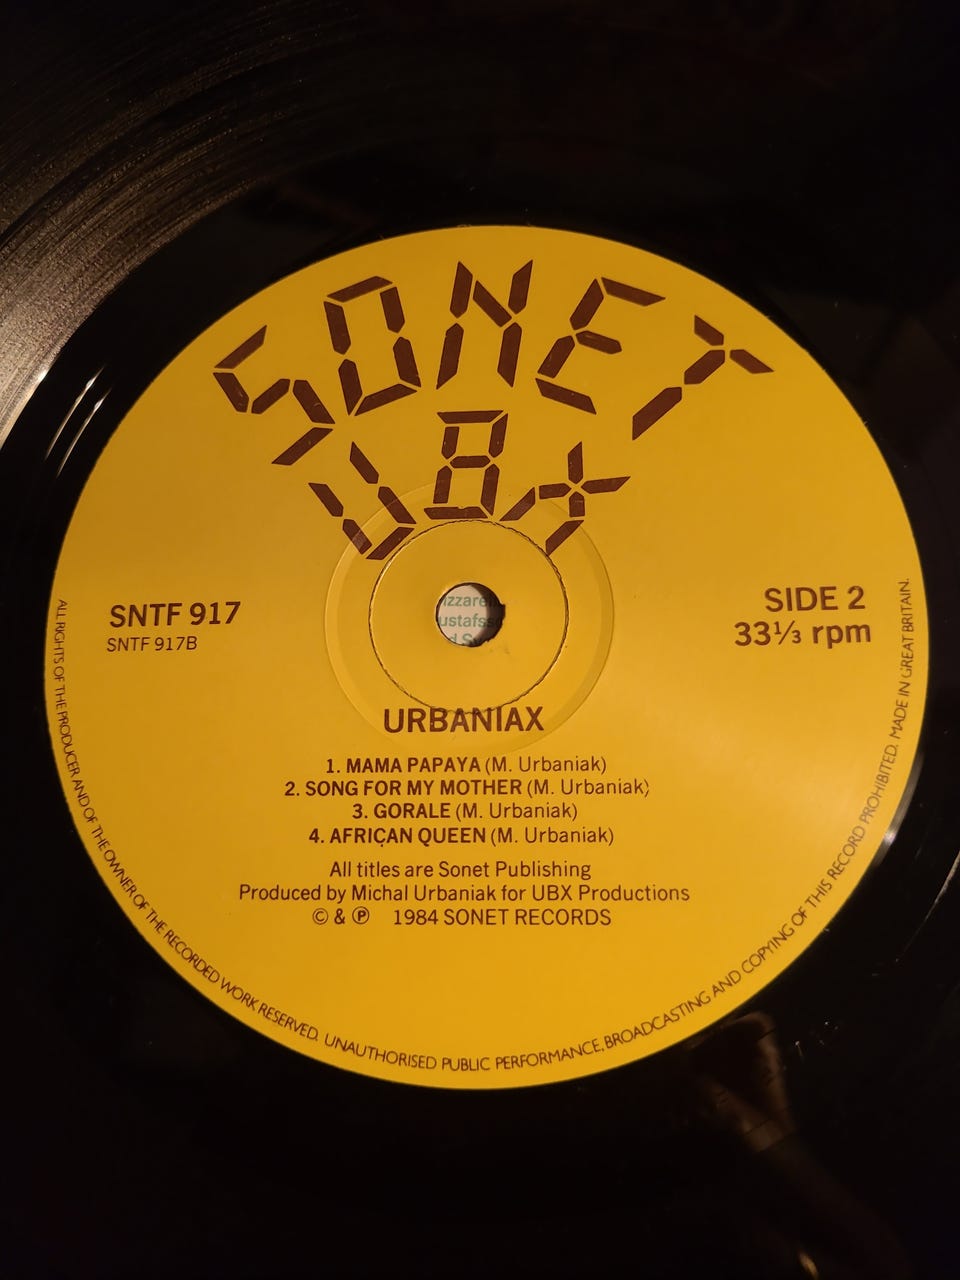 SONET
UBX
SNTF 917
SNTF 917B
SIDE 2
33⅓ rpm
URBANIAX
1. MAMA PAPAYA (M. Urbaniak)
2. SONG FOR MY MOTHER (M. Urbaniak)
3. GORALE (M. Urbaniak)
4. AFRICAN QUEEN (M. Urbaniak)
All titles are Sonet Publishing
Produced by Michal Urbaniak for UBX Productions
© & ℗ 1984 SONET RECORDS
ALL RIGHTS OF THE PRODUCER AND OF THE OWNER OF THE RECORDED WORK RESERVED. UNAUTHORISED PUBLIC PERFORMANCE, BROADCASTING AND COPYING OF THIS RECORD PROHIBITED. MADE IN GREAT BRITAIN.